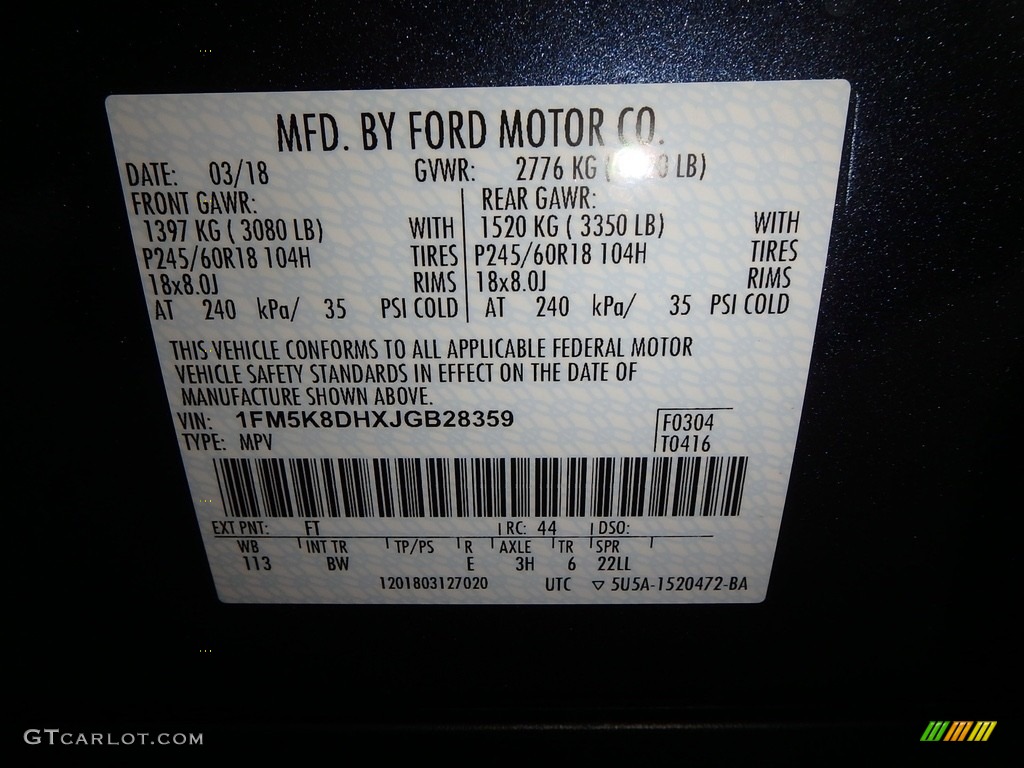 MFD. BY FORD MOTOR CO.
DATE: 03/18 GVWR: 2776 KG ( LB)
FRONT GAWR: REAR GAWR:
1397 KG ( 3080 LB) WITH 1520 KG ( 3350 LB) WITH
P245/60R18 104H TIRES P245/60R18 104H TIRES
18x8.0J RIMS 18x8.0J RIMS
AT 240 kPa/ 35 PSI COLD AT 240 kPa/ 35 PSI COLD
THIS VEHICLE CONFORMS TO ALL APPLICABLE FEDERAL MOTOR
VEHICLE SAFETY STANDARDS IN EFFECT ON THE DATE OF
MANUFACTURE SHOWN ABOVE.
VIN: 1FM5K8DHXJGB28359 F0304
TYPE: MPV T0416
EXT PNT: FT RC: 44 DSO:
WB INT TR TP/PS R AXLE TR SPR
113 BW E 3H 6 22LL
1201803127020 UTC ▽ 5U5A-1520472-BA
GTCARLOT.COM